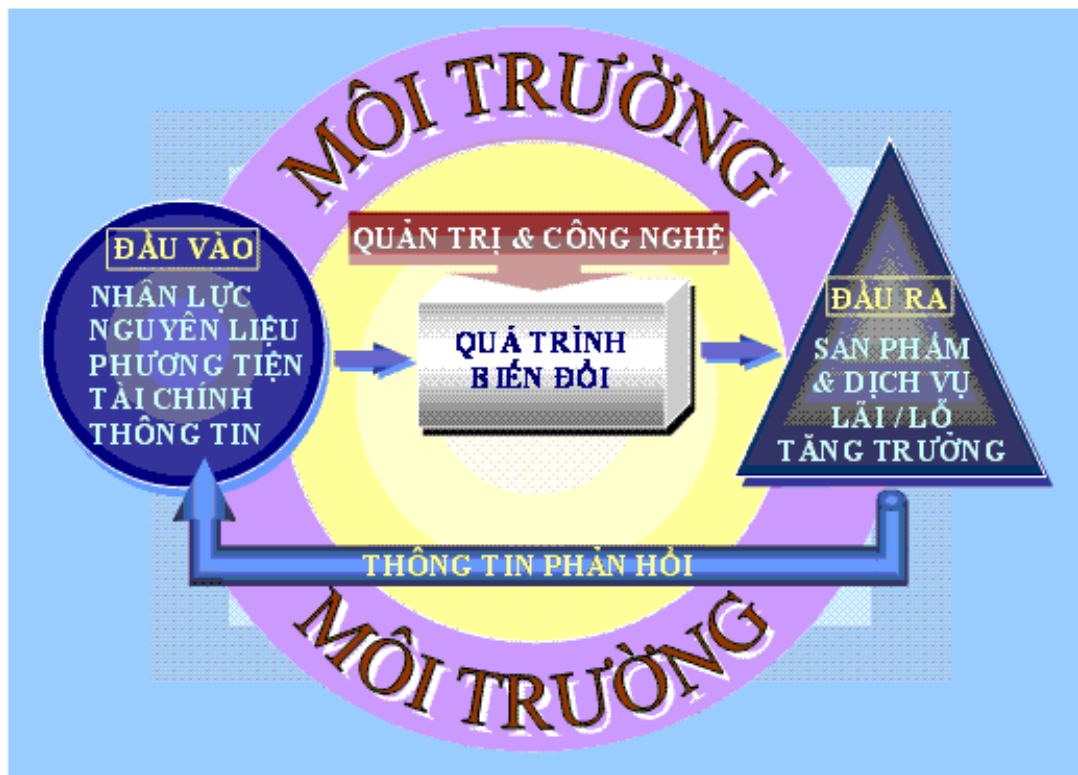 MÔI TRƯỜNG
QUẢN TRỊ & CÔNG NGHỆ
ĐẦU VÀO
NHÂN LỰC
NGUYÊN LIỆU
PHƯƠNG TIỆN
TÀI CHÍNH
THÔNG TIN
QUÁ TRÌNH
BIẾN ĐỔI
ĐẦU RA
SẢN PHẨM
& DỊCH VỤ
LÃI / LỖ
TĂNG TRƯỞNG
THÔNG TIN PHẢN HỒI
MÔI TRƯỜNG